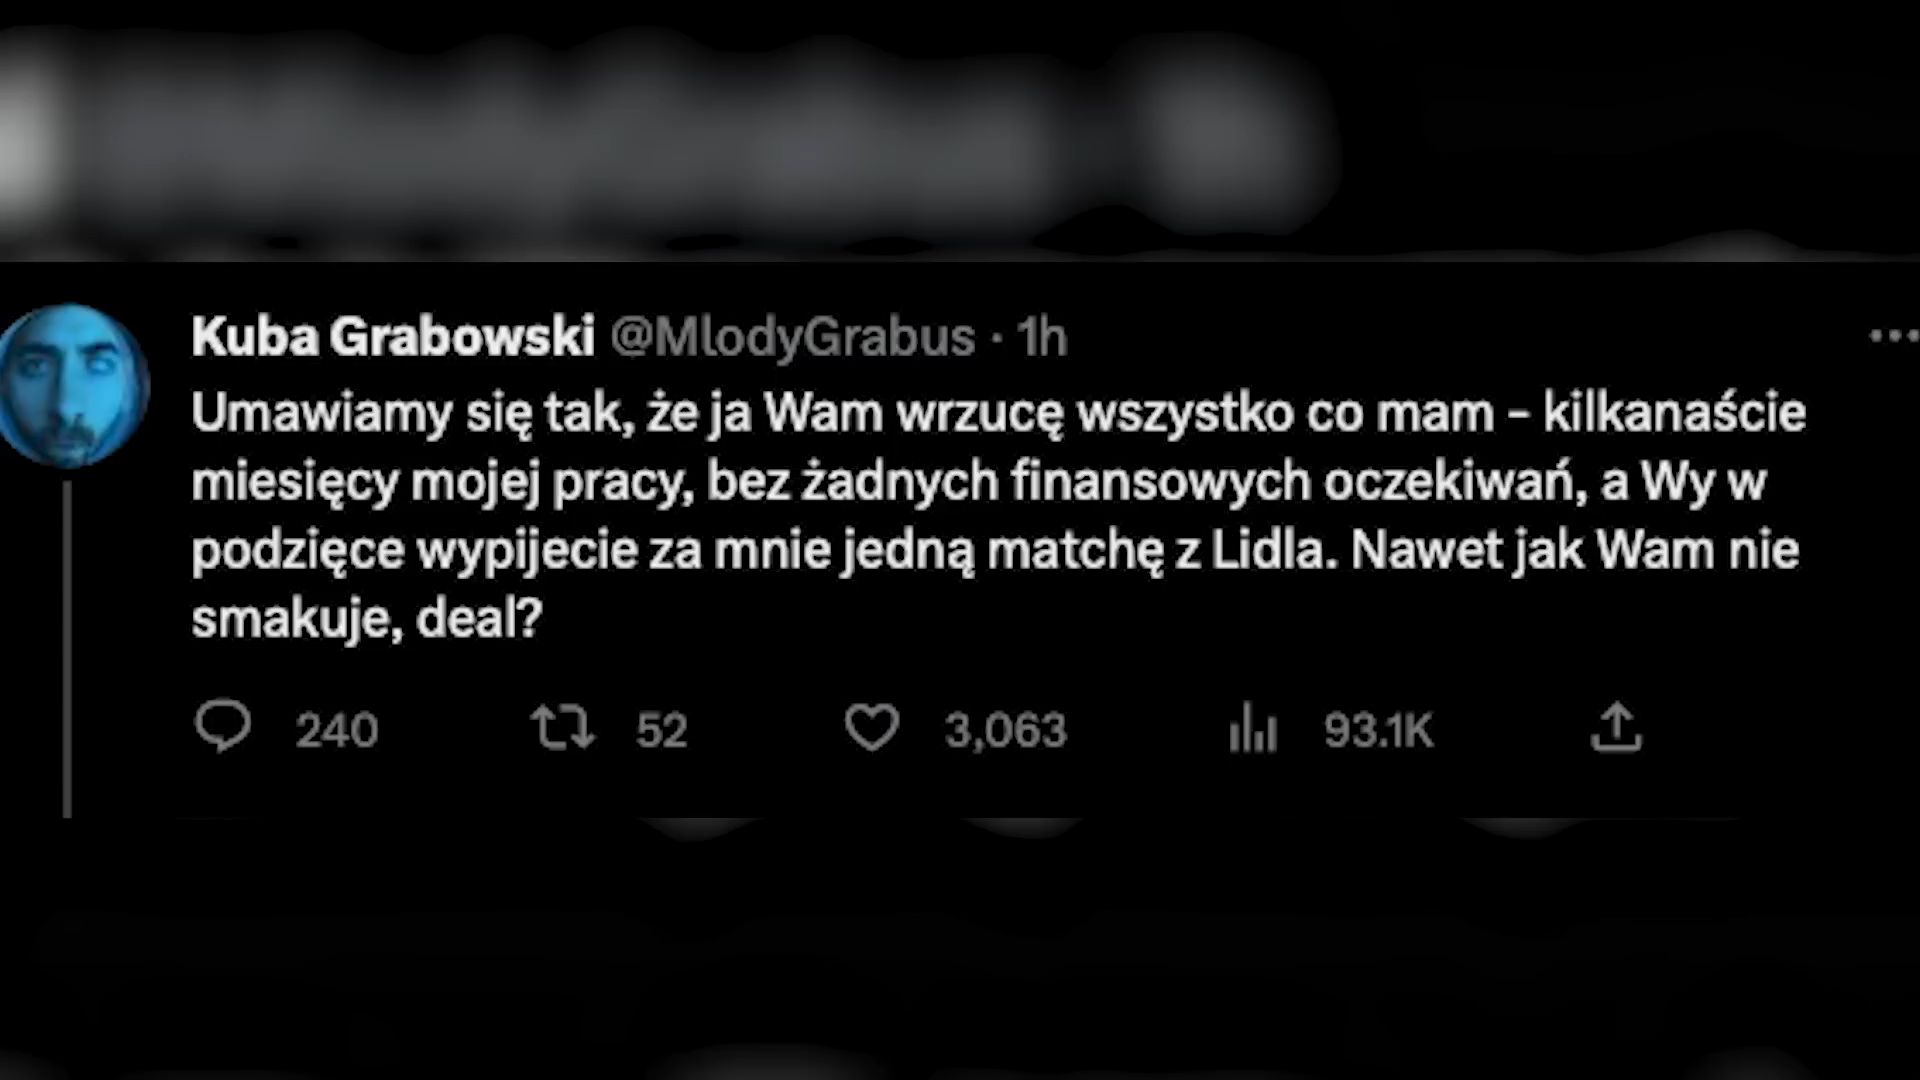 Kuba Grabowski @MlodyGrabus · 1h
Umawiamy się tak, że ja Wam wrzucę wszystko co mam – kilkanaście
miesięcy mojej pracy, bez żadnych finansowych oczekiwań, a Wy w
podzięce wypijecie za mnie jedną matchę z Lidla. Nawet jak Wam nie
smakuje, deal?
240 52 3,063 93.1K